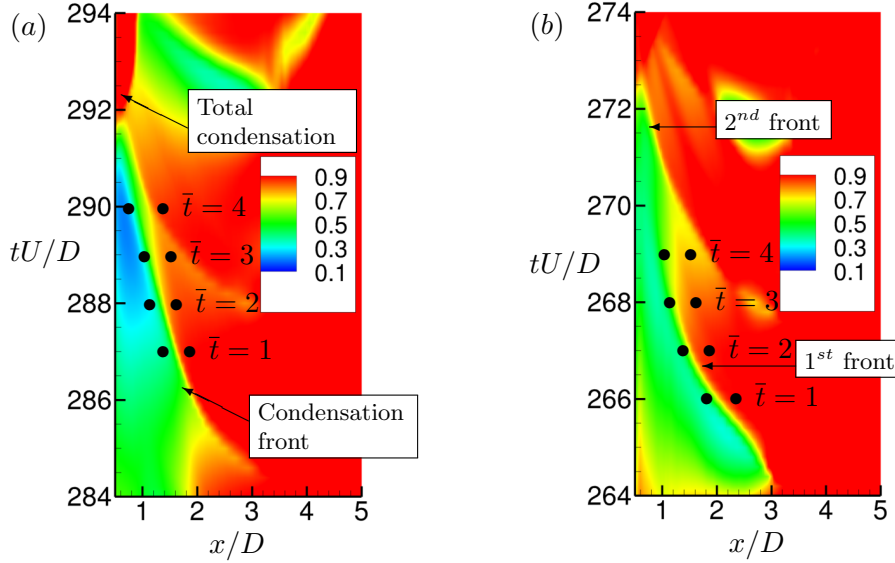 (a)
294
292
290
288
286
284
tU/D
Total
condensation
0.9
0.7
0.5
0.3
0.1
t̄ = 4
t̄ = 3
t̄ = 2
t̄ = 1
Condensation
front
1 2 3 4 5
x/D
(b)
274
272
270
268
266
264
tU/D
2nd front
0.9
0.7
0.5
0.3
0.1
t̄ = 4
t̄ = 3
t̄ = 2
1st front
t̄ = 1
1 2 3 4 5
x/D